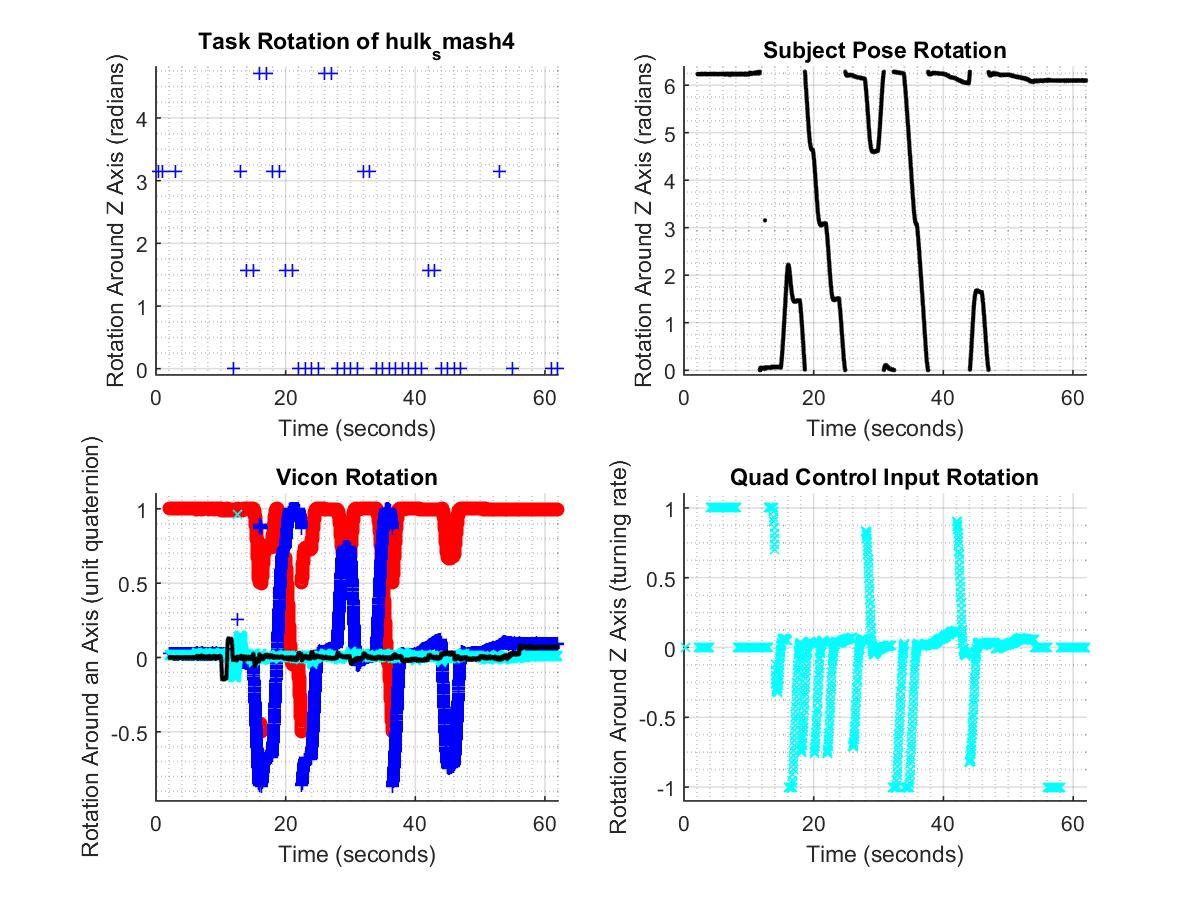 Task Rotation of hulksmash4
Rotation Around Z Axis (radians)
4
3
2
1
0
0 20 40 60
Time (seconds)
Subject Pose Rotation
Rotation Around Z Axis (radians)
6
5
4
3
2
1
0
0 20 40 60
Time (seconds)
Vicon Rotation
Rotation Around an Axis (unit quaternion)
1
0.5
0
-0.5
0 20 40 60
Time (seconds)
Quad Control Input Rotation
Rotation Around Z Axis (turning rate)
1
0.5
0
-0.5
-1
0 20 40 60
Time (seconds)